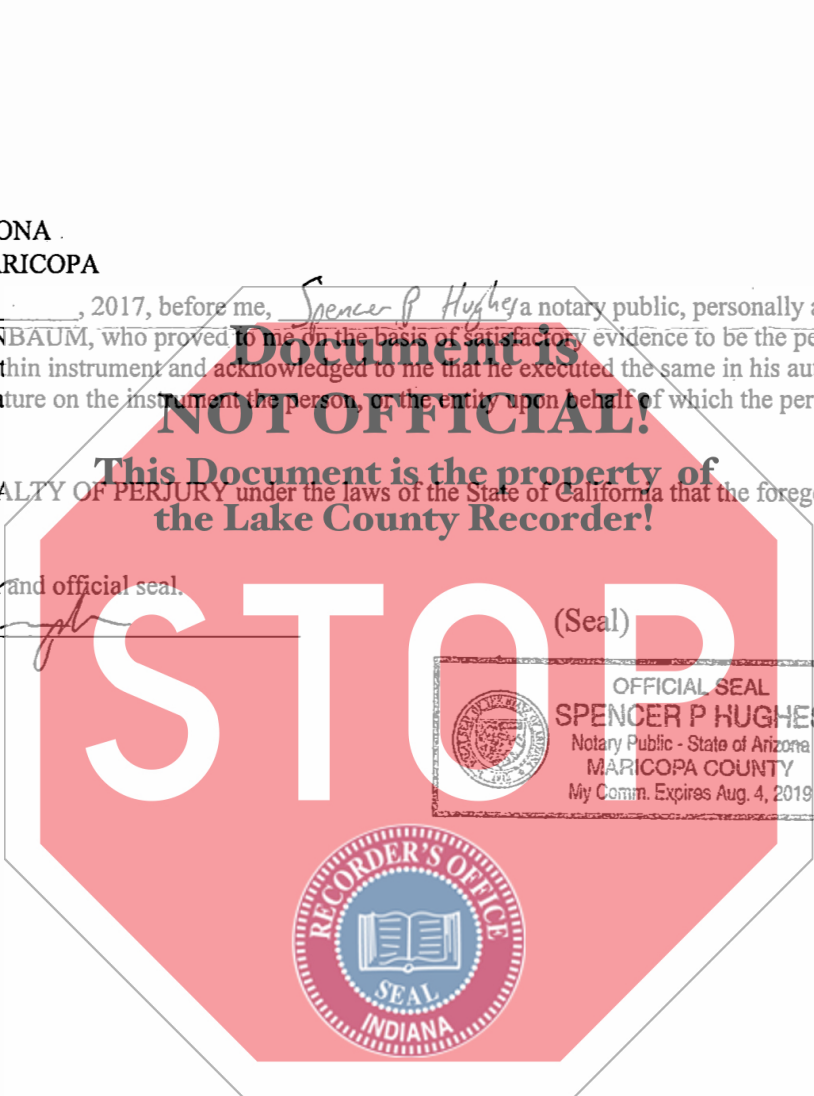 ONA
RICOPA
, 2017, before me, Spencer P Hughes, a notary public, personally a
NBAUM, who proved to me on the basis of satisfactory evidence to be the pe
thin instrument and acknowledged to me that he executed the same in his aut
ture on the instrument the person, or the entity upon behalf of which the per
Document is
NOT OFFICIAL!
This Document is the property of
the Lake County Recorder!
ALTY OF PERJURY under the laws of the State of California that the forego
and official seal.
(Seal)
STOP
OFFICIAL SEAL
SPENCER P HUGHES
Notary Public - State of Arizona
MARICOPA COUNTY
My Comm. Expires Aug. 4, 2019
RECORDER'S OFFICE
SEAL
INDIANA